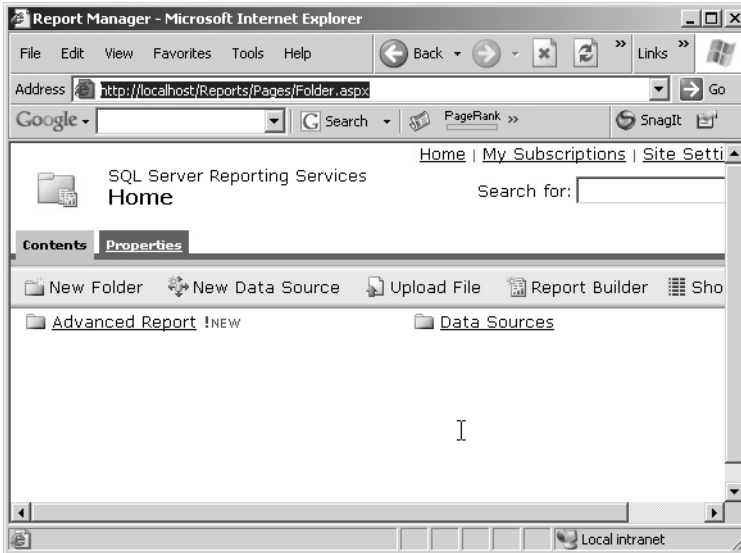 Report Manager - Microsoft Internet Explorer
File Edit View Favorites Tools Help Back » Links »
Address http://localhost/Reports/Pages/Folder.aspx Go
Google Search PageRank » SnagIt
Home | My Subscriptions | Site Setti
SQL Server Reporting Services
Home
Search for:
Contents Properties
New Folder New Data Source Upload File Report Builder Sho
Advanced Report !NEW Data Sources
Local intranet